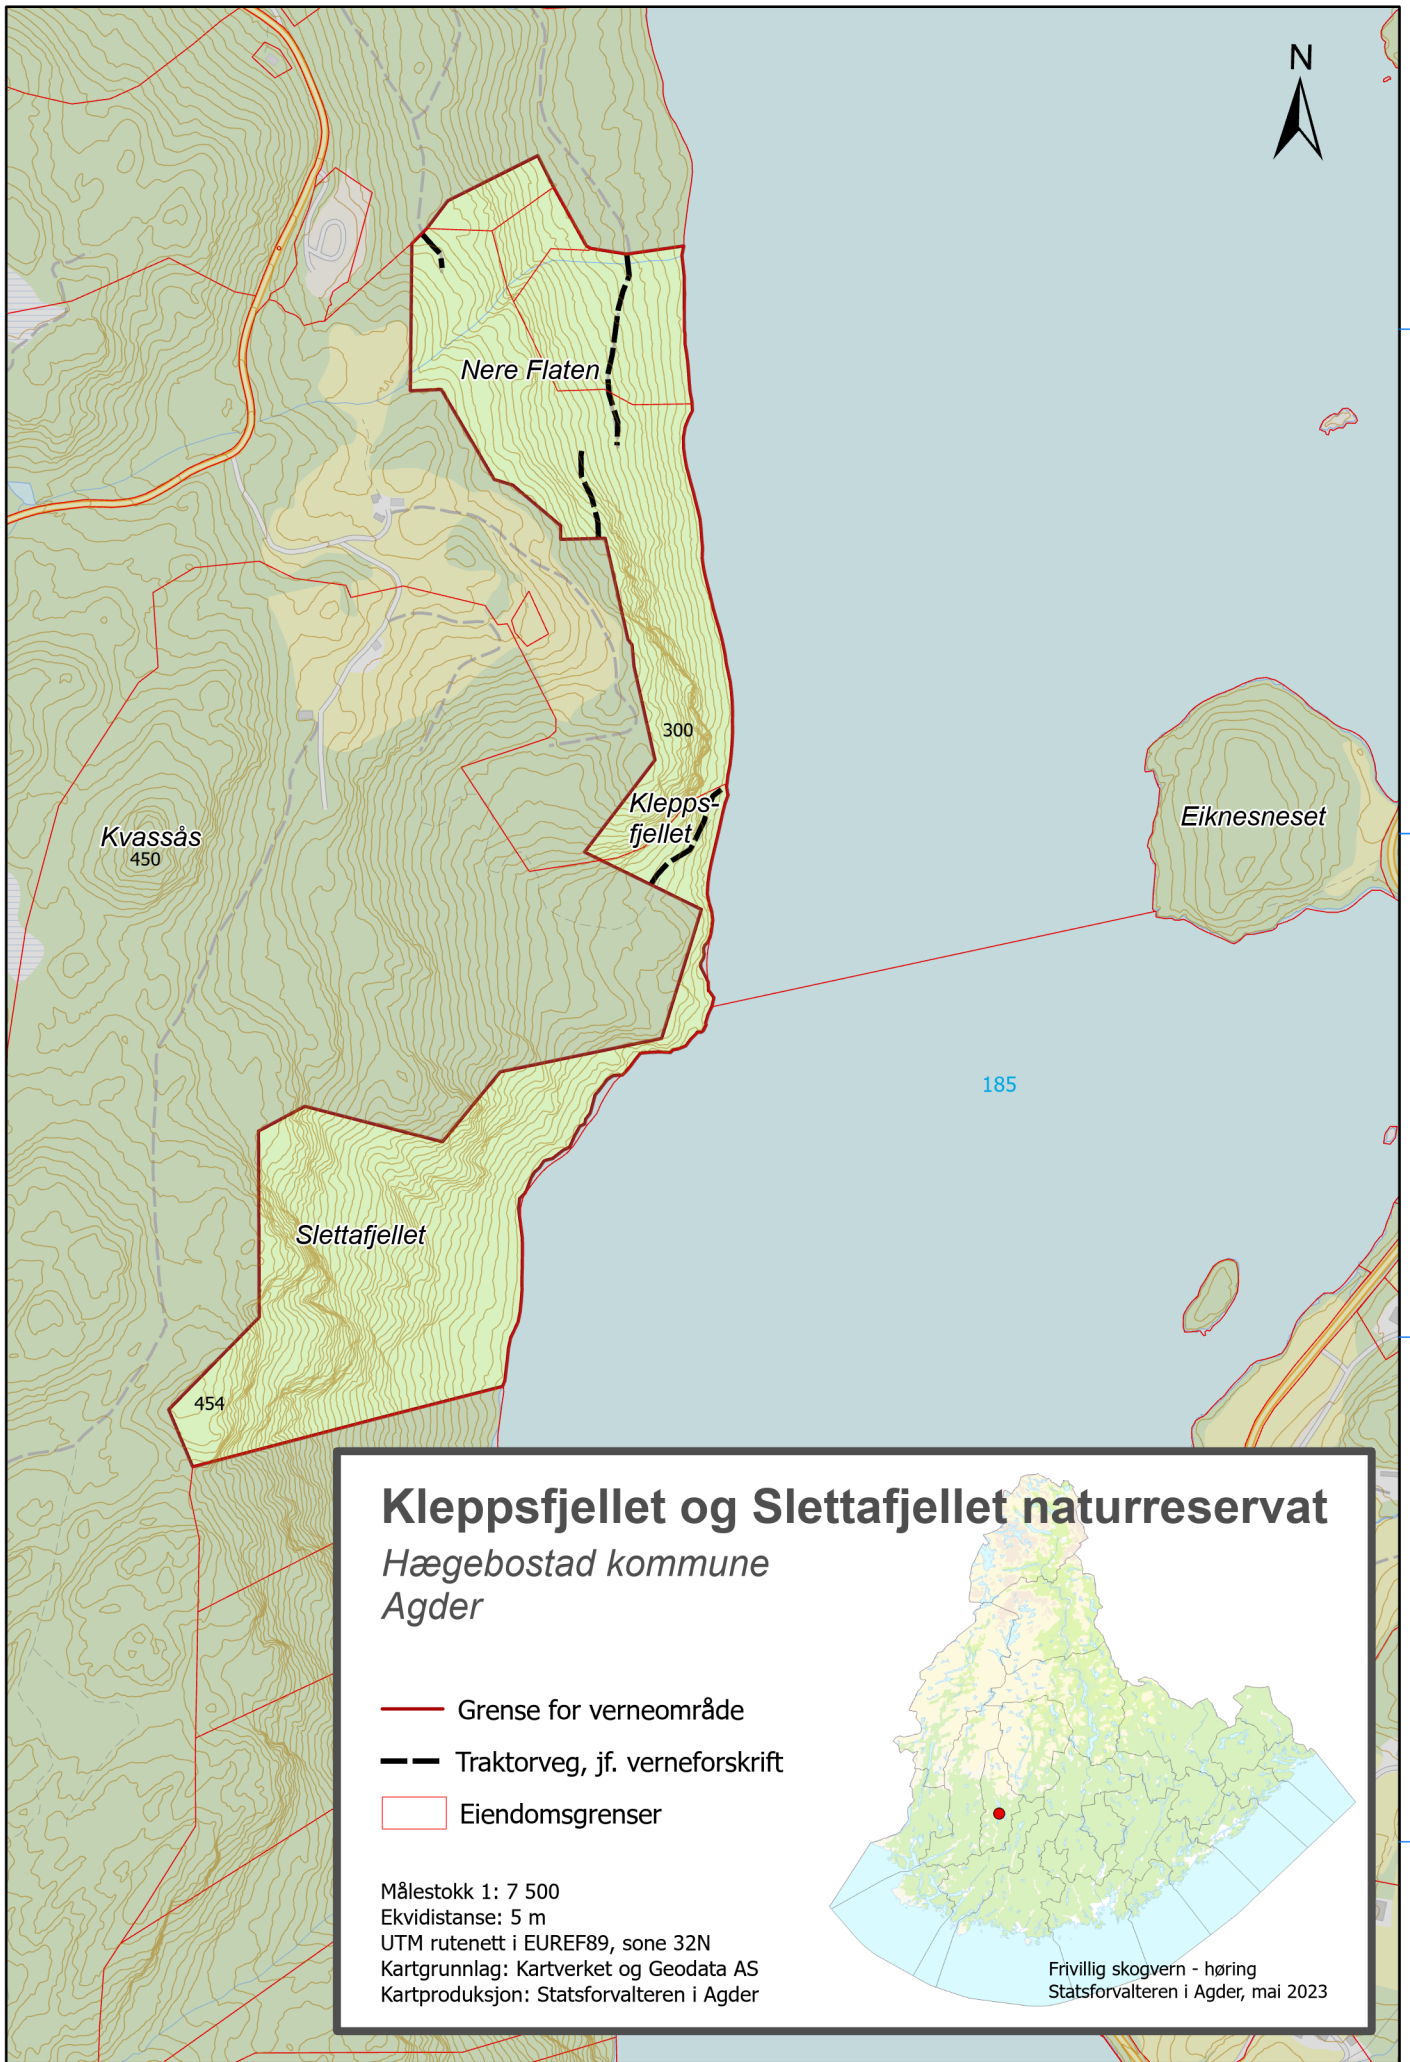 N
Nere Flaten
300
Klepps-
fjellet
Kvassås
450
Eiknesneset
185
Slettafjellet
454
Kleppsfjellet og Slettafjellet naturreservat
Hægebostad kommune
Agder
Grense for verneområde
Traktorveg, jf. verneforskrift
Eiendomsgrenser
Målestokk 1: 7 500
Ekvidistanse: 5 m
UTM rutenett i EUREF89, sone 32N
Kartgrunnlag: Kartverket og Geodata AS
Kartproduksjon: Statsforvalteren i Agder
Frivillig skogvern - høring
Statsforvalteren i Agder, mai 2023